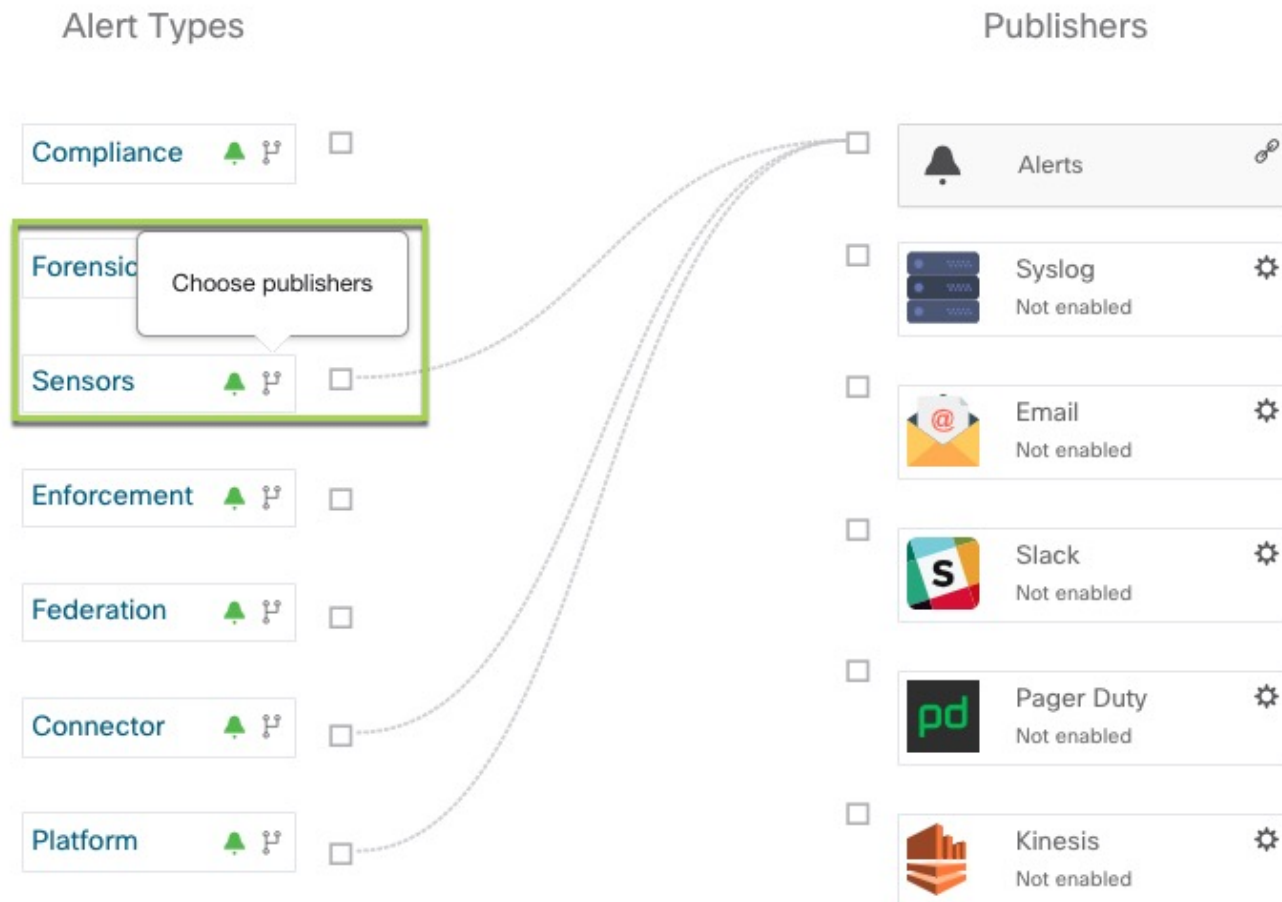 Alert Types
Publishers
Compliance
Forensic
Choose publishers
Sensors
Enforcement
Federation
Connector
Platform
Alerts
Syslog
Not enabled
@
Email
Not enabled
S
Slack
Not enabled
pd
Pager Duty
Not enabled
Kinesis
Not enabled